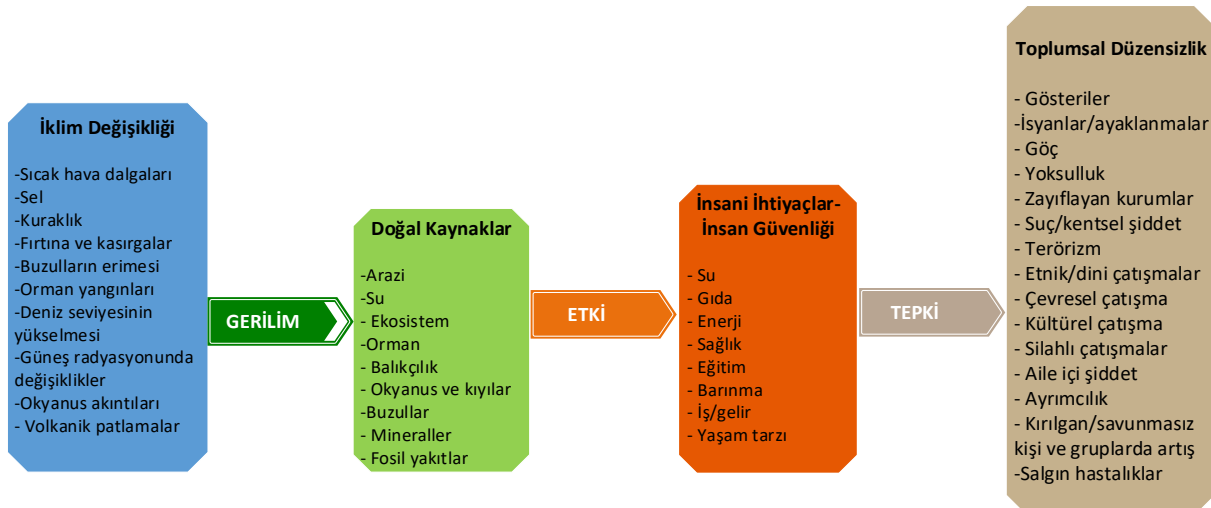 İklim Değişikliği
-Sıcak hava dalgaları
-Sel
-Kuraklık
-Fırtına ve kasırgalar
-Buzulların erimesi
-Orman yangınları
-Deniz seviyesinin
yükselmesi
-Güneş radyasyonunda
değişiklikler
-Okyanus akıntıları
- Volkanik patlamalar
GERİLİM
Doğal Kaynaklar
-Arazi
-Su
- Ekosistem
-Orman
- Balıkçılık
- Okyanus ve kıyılar
-Buzullar
- Mineraller
- Fosil yakıtlar
ETKİ
İnsani İhtiyaçlar-
İnsan Güvenliği
- Su
- Gıda
- Enerji
- Sağlık
- Eğitim
- Barınma
- İş/gelir
- Yaşam tarzı
TEPKİ
Toplumsal Düzensizlik
- Gösteriler
-İsyanlar/ayaklanmalar
- Göç
- Yoksulluk
- Zayıflayan kurumlar
- Suç/kentsel şiddet
- Terörizm
- Etnik/dini çatışmalar
- Çevresel çatışma
- Kültürel çatışma
- Silahlı çatışmalar
- Aile içi şiddet
- Ayrımcılık
- Kırılgan/savunmasız
kişi ve gruplarda artış
-Salgın hastalıklar